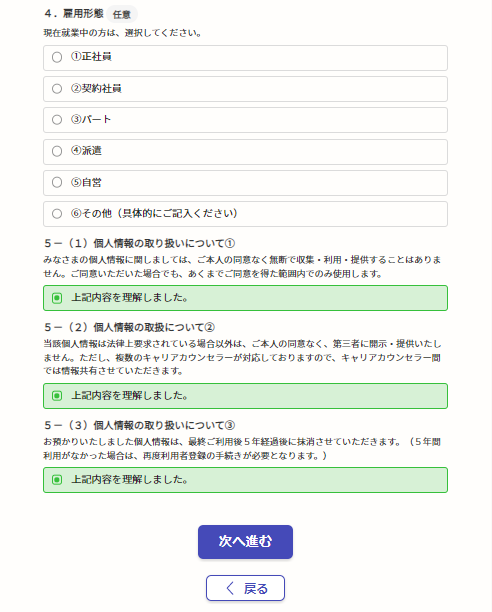 ４．雇用形態 任意
現在就業中の方は、選択してください。
①正社員
②契約社員
③パート
④派遣
⑤自営
⑥その他（具体的にご記入ください）
５－（１）個人情報の取り扱いについて①
みなさまの個人情報に関しましては、ご本人の同意なく無断で収集・利用・提供することはありま
せん。ご同意いただいた場合でも、あくまでご同意を得た範囲内でのみ使用します。
上記内容を理解しました。
５－（２）個人情報の取扱について②
当該個人情報は法律上要求されている場合以外は、ご本人の同意なく、第三者に開示・提供いたし
ません。ただし、複数のキャリアカウンセラーが対応しておりますので、キャリアカウンセラー間
では情報共有させていただきます。
上記内容を理解しました。
５－（３）個人情報の取り扱いについて③
お預かりいたしました個人情報は、最終ご利用後５年経過後に抹消させていただきます。（５年間
利用がなかった場合は、再度利用者登録の手続きが必要となります。）
上記内容を理解しました。
次へ進む
戻る